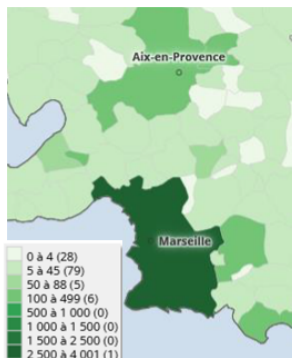 Aix-en-Provence
Marseille
0 à 4 (28)
5 à 45 (79)
50 à 88 (5)
100 à 499 (6)
500 à 1 000 (0)
1 000 à 1 500 (0)
1 500 à 2 500 (0)
2 500 à 4 001 (1)